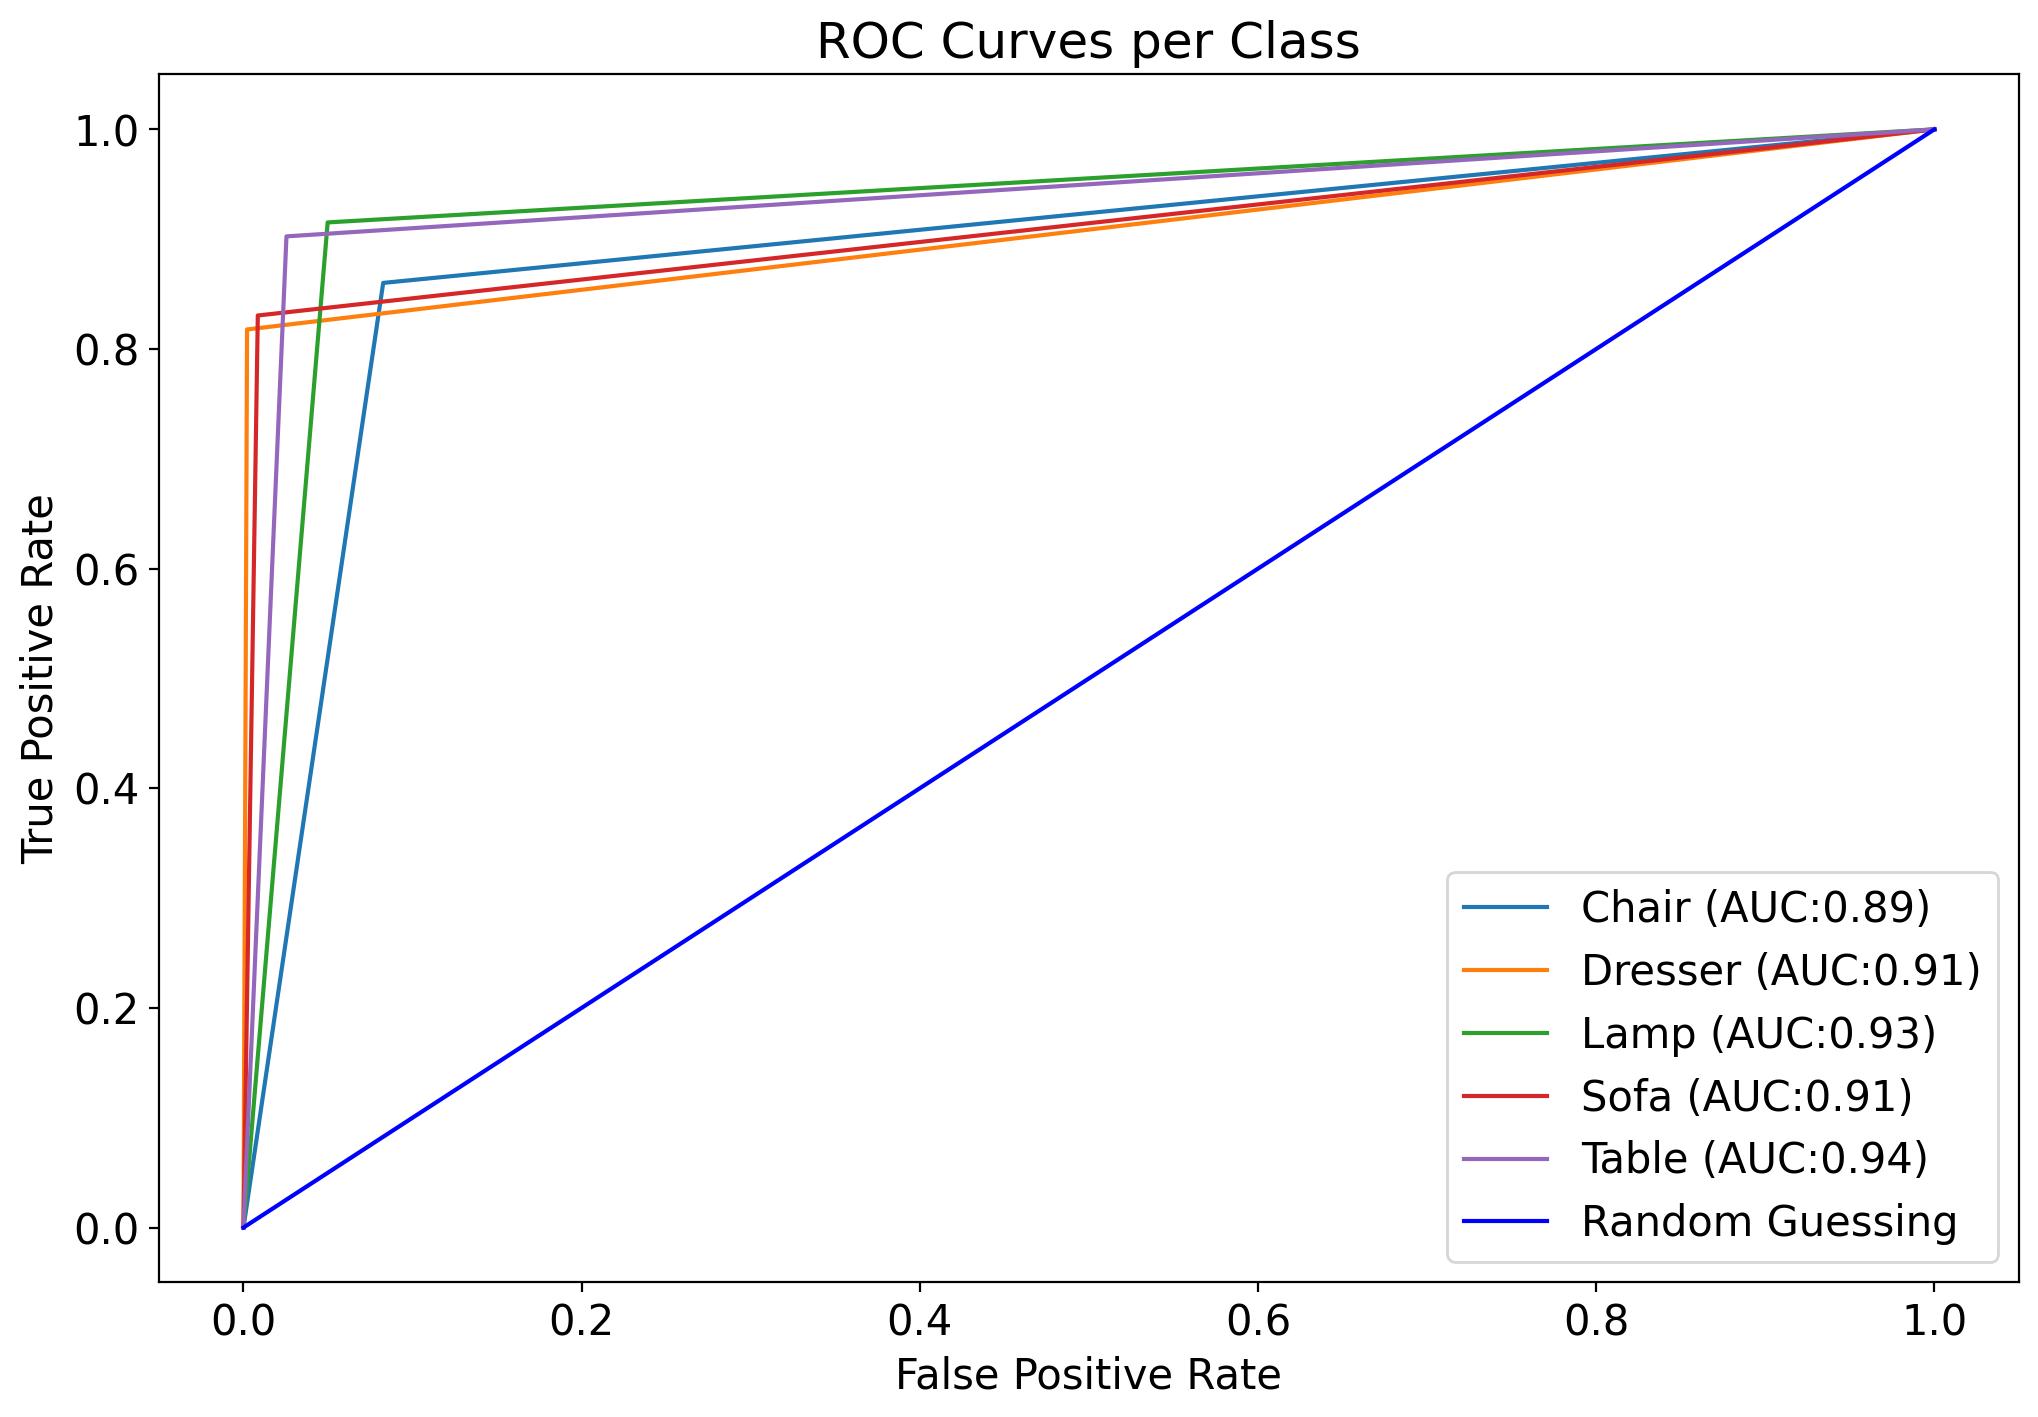 ROC Curves per Class
True Positive Rate
1.0
0.8
0.6
0.4
0.2
0.0
Chair (AUC:0.89)
Dresser (AUC:0.91)
Lamp (AUC:0.93)
Sofa (AUC:0.91)
Table (AUC:0.94)
Random Guessing
0.0 0.2 0.4 0.6 0.8 1.0
False Positive Rate